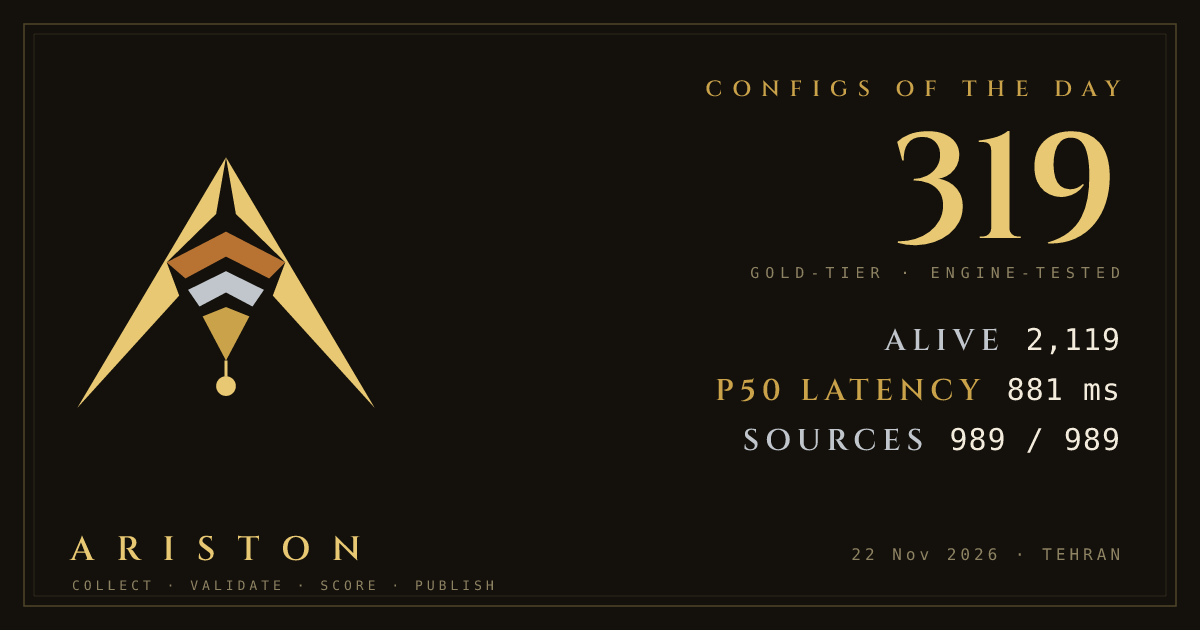 CONFIGS OF THE DAY
319
GOLD-TIER · ENGINE-TESTED
ALIVE 2,119
P50 LATENCY 881 ms
SOURCES 989 / 989
ARISTON
COLLECT · VALIDATE · SCORE · PUBLISH
22 Nov 2026 · TEHRAN